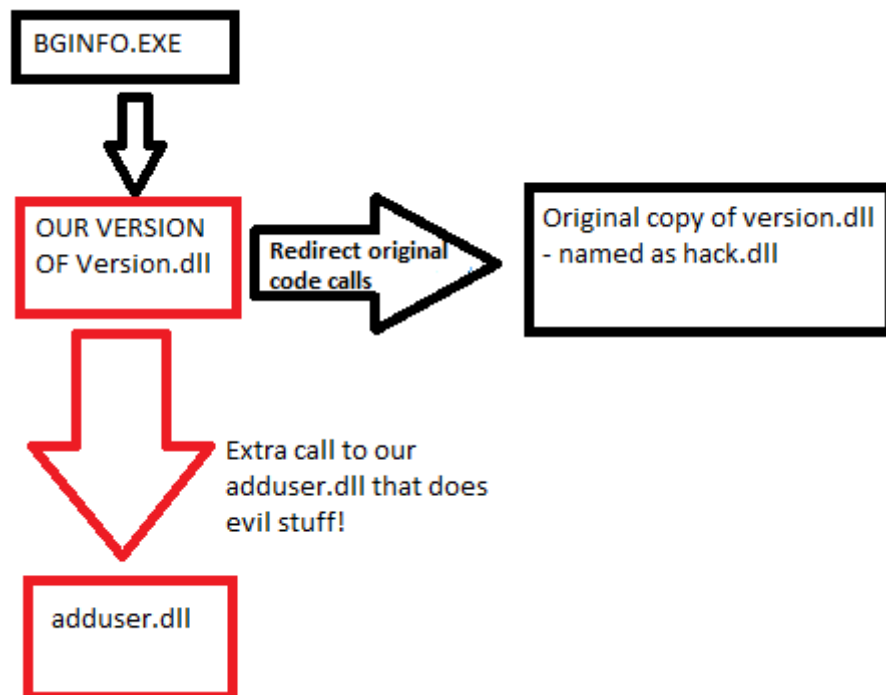 BGINFO.EXE
OUR VERSION
OF Version.dll
Redirect original
code calls
Original copy of version.dll
- named as hack.dll
Extra call to our
adduser.dll that does
evil stuff!
adduser.dll